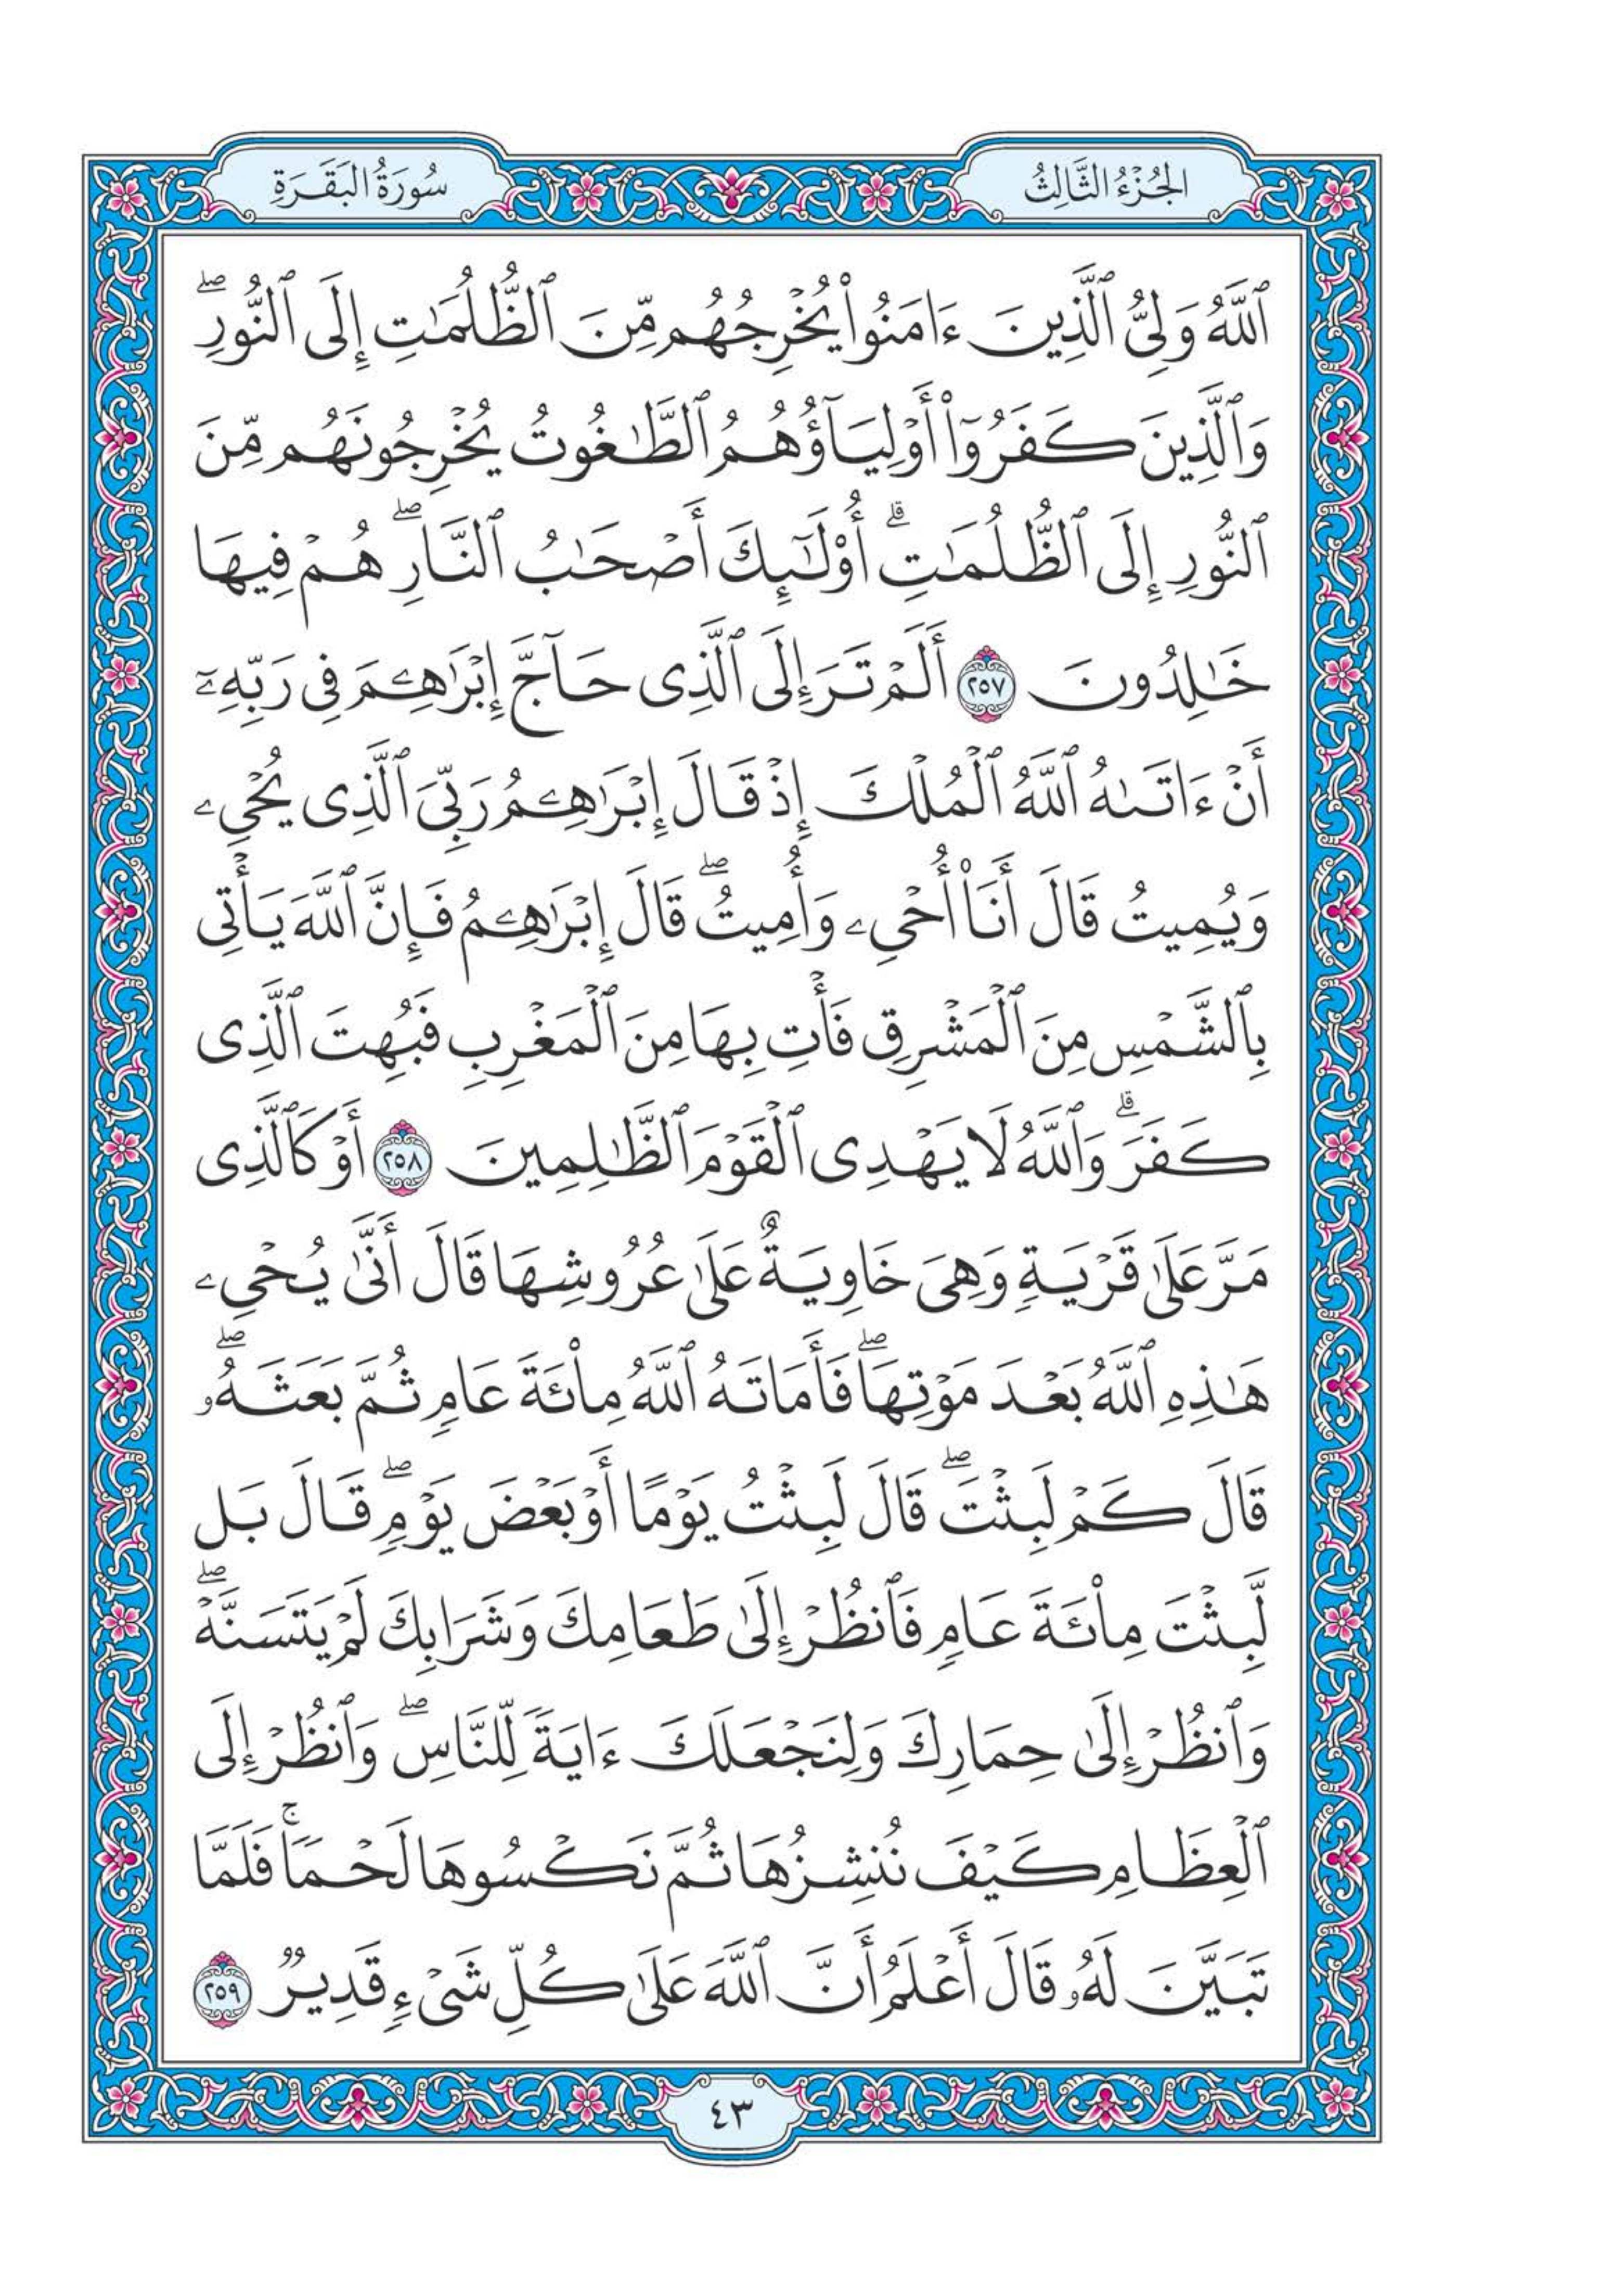 الجُزْءُ الثَّالِثُ
سُورَةُ البَقَرَةِ
ٱللَّهُ وَلِيُّ ٱلَّذِينَ ءَامَنُوا۟ يُخْرِجُهُم مِّنَ ٱلظُّلُمَٰتِ إِلَى ٱلنُّورِۖ
وَٱلَّذِينَ كَفَرُوٓا۟ أَوْلِيَآؤُهُمُ ٱلطَّٰغُوتُ يُخْرِجُونَهُم مِّنَ
ٱلنُّورِ إِلَى ٱلظُّلُمَٰتِۗ أُو۟لَٰٓئِكَ أَصْحَٰبُ ٱلنَّارِۖ هُمْ فِيهَا
خَٰلِدُونَ ٢٥٧ أَلَمْ تَرَ إِلَى ٱلَّذِى حَآجَّ إِبْرَٰهِۦمَ فِى رَبِّهِۦٓ
أَنْ ءَاتَىٰهُ ٱللَّهُ ٱلْمُلْكَ إِذْ قَالَ إِبْرَٰهِۦمُ رَبِّىَ ٱلَّذِى يُحْىِۦ
وَيُمِيتُ قَالَ أَنَا۠ أُحْىِۦ وَأُمِيتُۖ قَالَ إِبْرَٰهِۦمُ فَإِنَّ ٱللَّهَ يَأْتِى
بِٱلشَّمْسِ مِنَ ٱلْمَشْرِقِ فَأْتِ بِهَا مِنَ ٱلْمَغْرِبِ فَبُهِتَ ٱلَّذِى
كَفَرَۗ وَٱللَّهُ لَا يَهْدِى ٱلْقَوْمَ ٱلظَّٰلِمِينَ ٢٥٨ أَوْ كَٱلَّذِى
مَرَّ عَلَىٰ قَرْيَةٍ وَهِىَ خَاوِيَةٌ عَلَىٰ عُرُوشِهَا قَالَ أَنَّىٰ يُحْىِۦ
هَٰذِهِ ٱللَّهُ بَعْدَ مَوْتِهَاۖ فَأَمَاتَهُ ٱللَّهُ مِا۟ئَةَ عَامٍ ثُمَّ بَعَثَهُۥۖ
قَالَ كَمْ لَبِثْتَۖ قَالَ لَبِثْتُ يَوْمًا أَوْ بَعْضَ يَوْمٍۖ قَالَ بَل
لَّبِثْتَ مِا۟ئَةَ عَامٍ فَٱنظُرْ إِلَىٰ طَعَامِكَ وَشَرَابِكَ لَمْ يَتَسَنَّهْۖ
وَٱنظُرْ إِلَىٰ حِمَارِكَ وَلِنَجْعَلَكَ ءَايَةً لِّلنَّاسِۖ وَٱنظُرْ إِلَى
ٱلْعِظَامِ كَيْفَ نُنشِزُهَا ثُمَّ نَكْسُوهَا لَحْمًاۚ فَلَمَّا
تَبَيَّنَ لَهُۥ قَالَ أَعْلَمُ أَنَّ ٱللَّهَ عَلَىٰ كُلِّ شَىْءٍ قَدِيرٌ ٢٥٩
٤٣